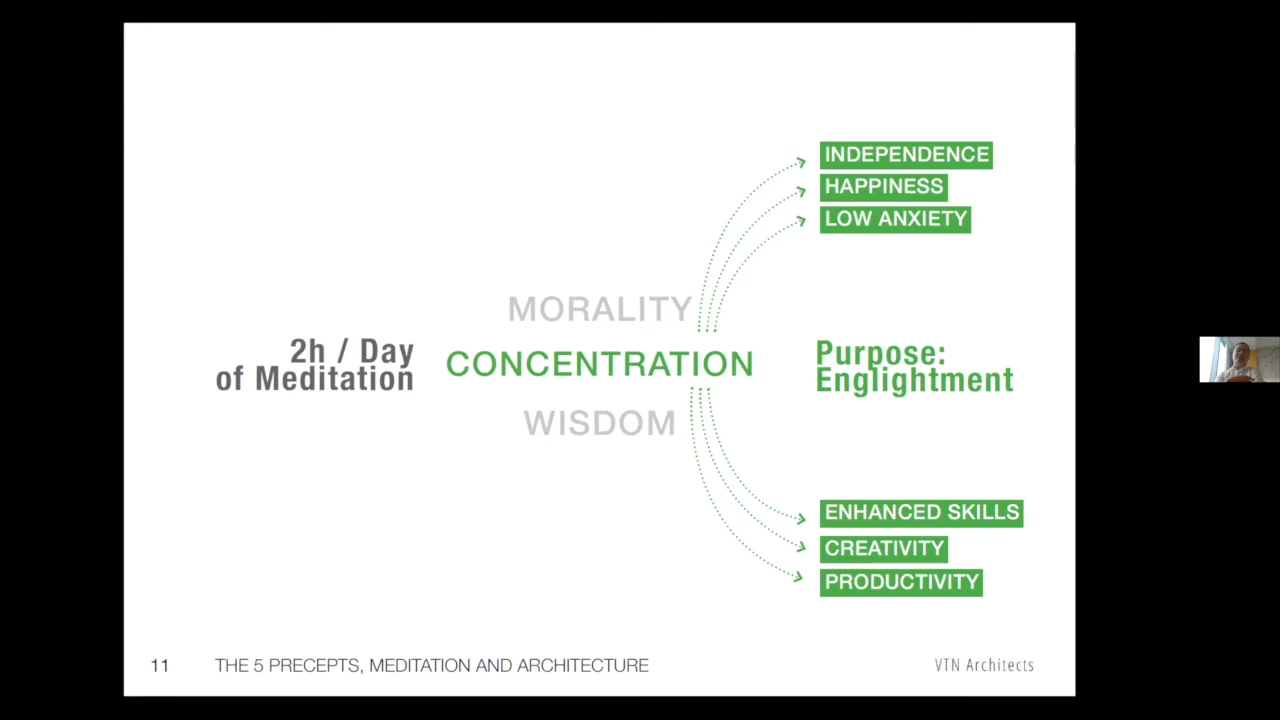 INDEPENDENCE
HAPPINESS
LOW ANXIETY
MORALITY
2h / Day
of Meditation
CONCENTRATION
Purpose:
Englightment
WISDOM
ENHANCED SKILLS
CREATIVITY
PRODUCTIVITY
11 THE 5 PRECEPTS, MEDITATION AND ARCHITECTURE VTN Architects